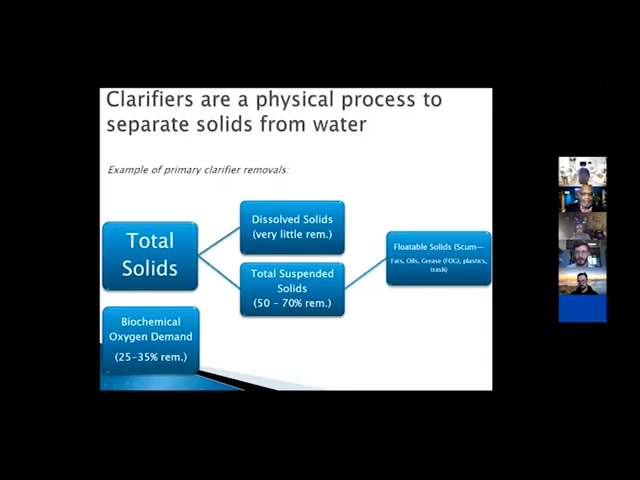 Clarifiers are a physical process to
separate solids from water
Example of primary clarifier removals:
Total
Solids
Dissolved Solids
(very little rem.)
Total Suspended
Solids
(50 – 70% rem.)
Floatable Solids (Scum—
Fats, Oils, Grease (FOG), plastics,
trash)
Biochemical
Oxygen Demand
(25-35% rem.)